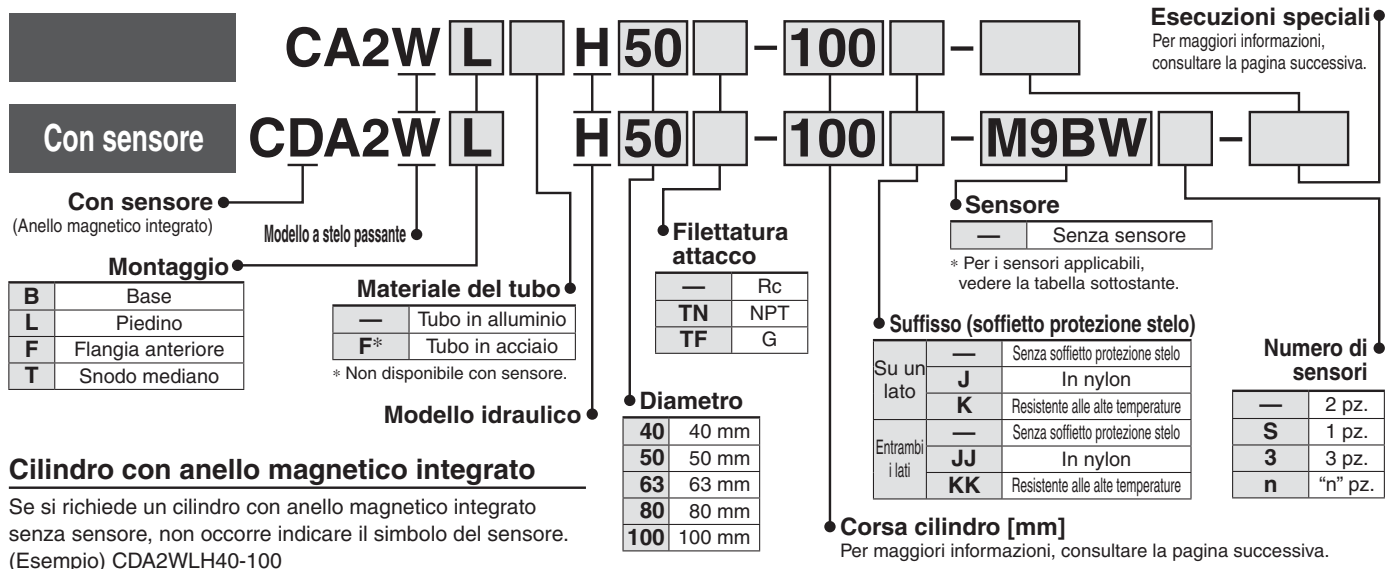 Esecuzioni speciali
Per maggiori informazioni,
consultare la pagina successiva.
CA2W L H 50 – 100 –
Con sensore CDA2W L H 50 – 100 – M9BW –
Con sensore
(Anello magnetico integrato)
Modello a stelo passante
Montaggio
B Base
L Piedino
F Flangia anteriore
T Snodo mediano
Materiale del tubo
— Tubo in alluminio
F* Tubo in acciaio
* Non disponibile con sensore.
Modello idraulico
Filettatura
attacco
— Rc
TN NPT
TF G
Diametro
40 40 mm
50 50 mm
63 63 mm
80 80 mm
100 100 mm
Sensore
— Senza sensore
* Per i sensori applicabili,
vedere la tabella sottostante.
Suffisso (soffietto protezione stelo)
Su un
lato
— Senza soffietto protezione stelo
J In nylon
K Resistente alle alte temperature
Entrambi
i lati
— Senza soffietto protezione stelo
JJ In nylon
KK Resistente alle alte temperature
Numero di
sensori
— 2 pz.
S 1 pz.
3 3 pz.
n “n” pz.
Corsa cilindro [mm]
Per maggiori informazioni, consultare la pagina successiva.
Cilindro con anello magnetico integrato
Se si richiede un cilindro con anello magnetico integrato
senza sensore, non occorre indicare il simbolo del sensore.
(Esempio) CDA2WLH40-100